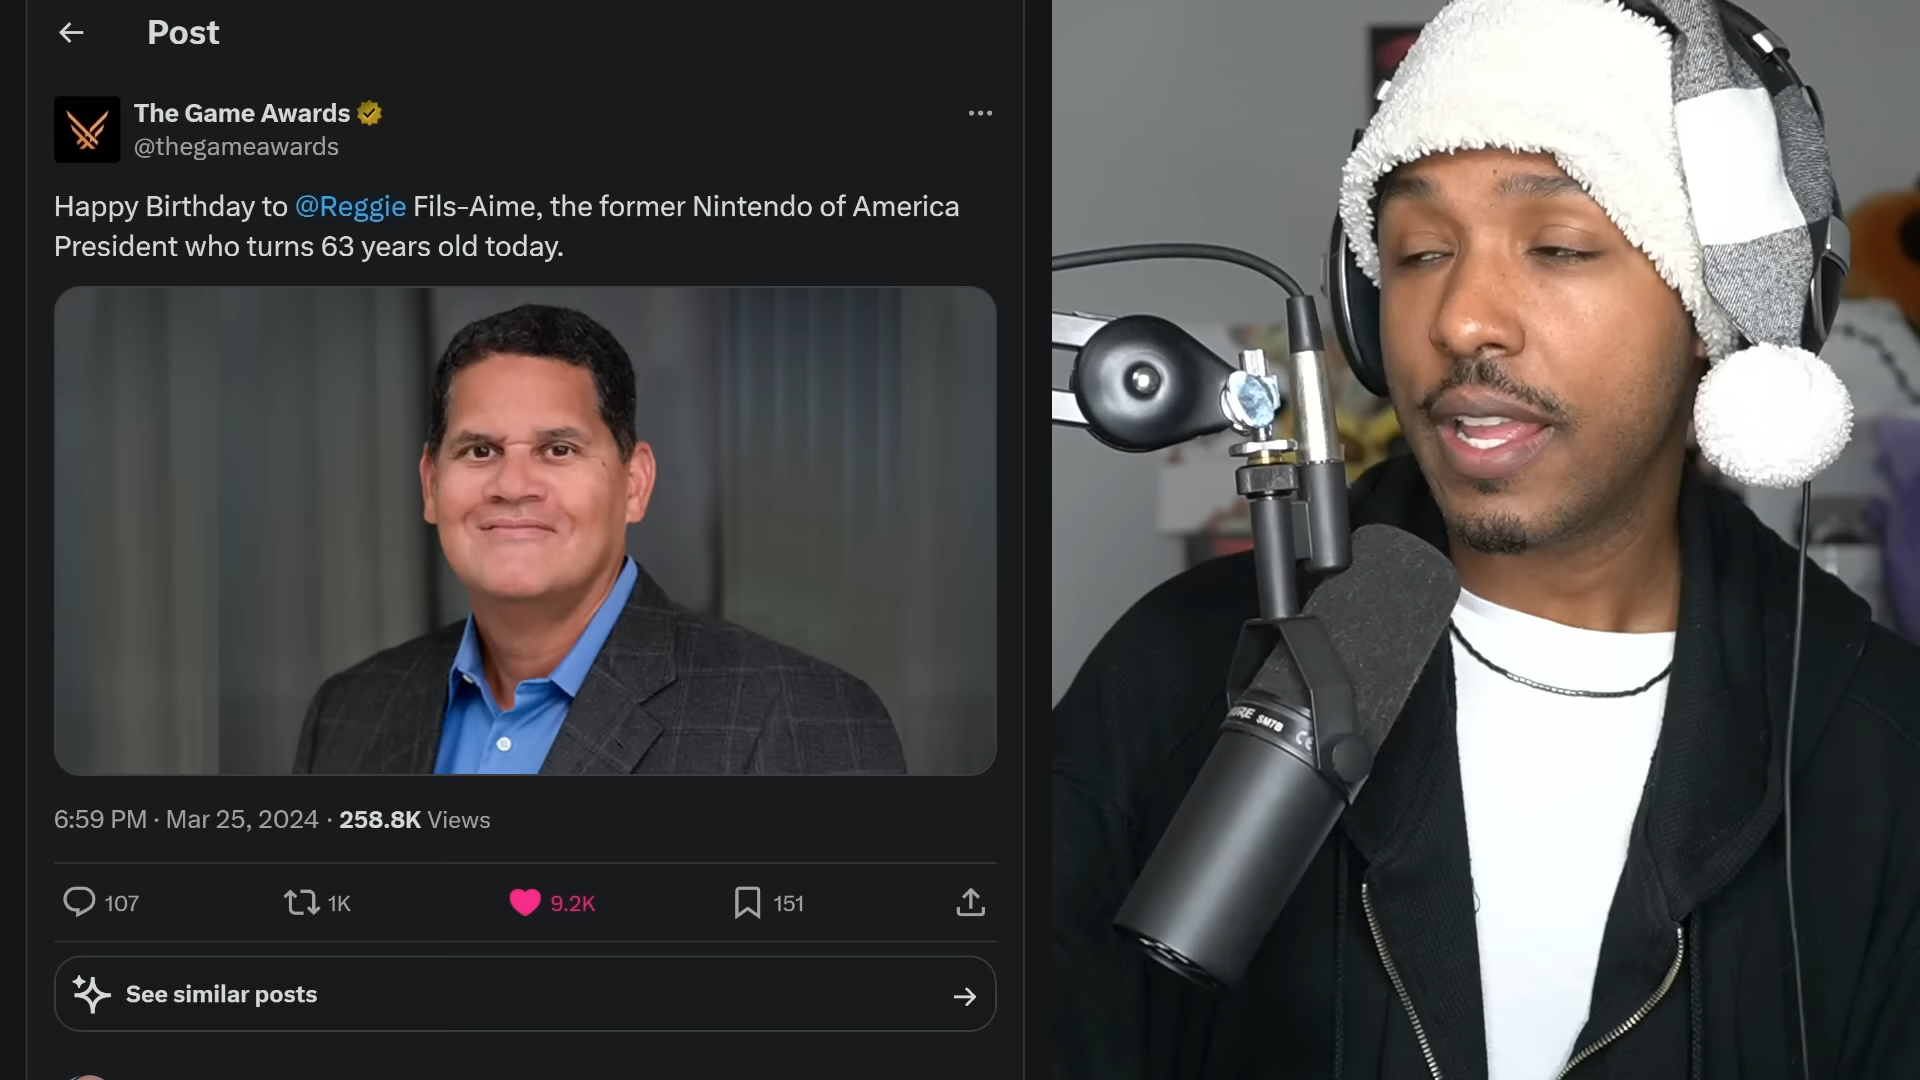 Post
The Game Awards
@thegameawards
Happy Birthday to @Reggie Fils-Aime, the former Nintendo of America
President who turns 63 years old today.
6:59 PM · Mar 25, 2024 · 258.8K Views
107
1K
9.2K
151
See similar posts
SM7B